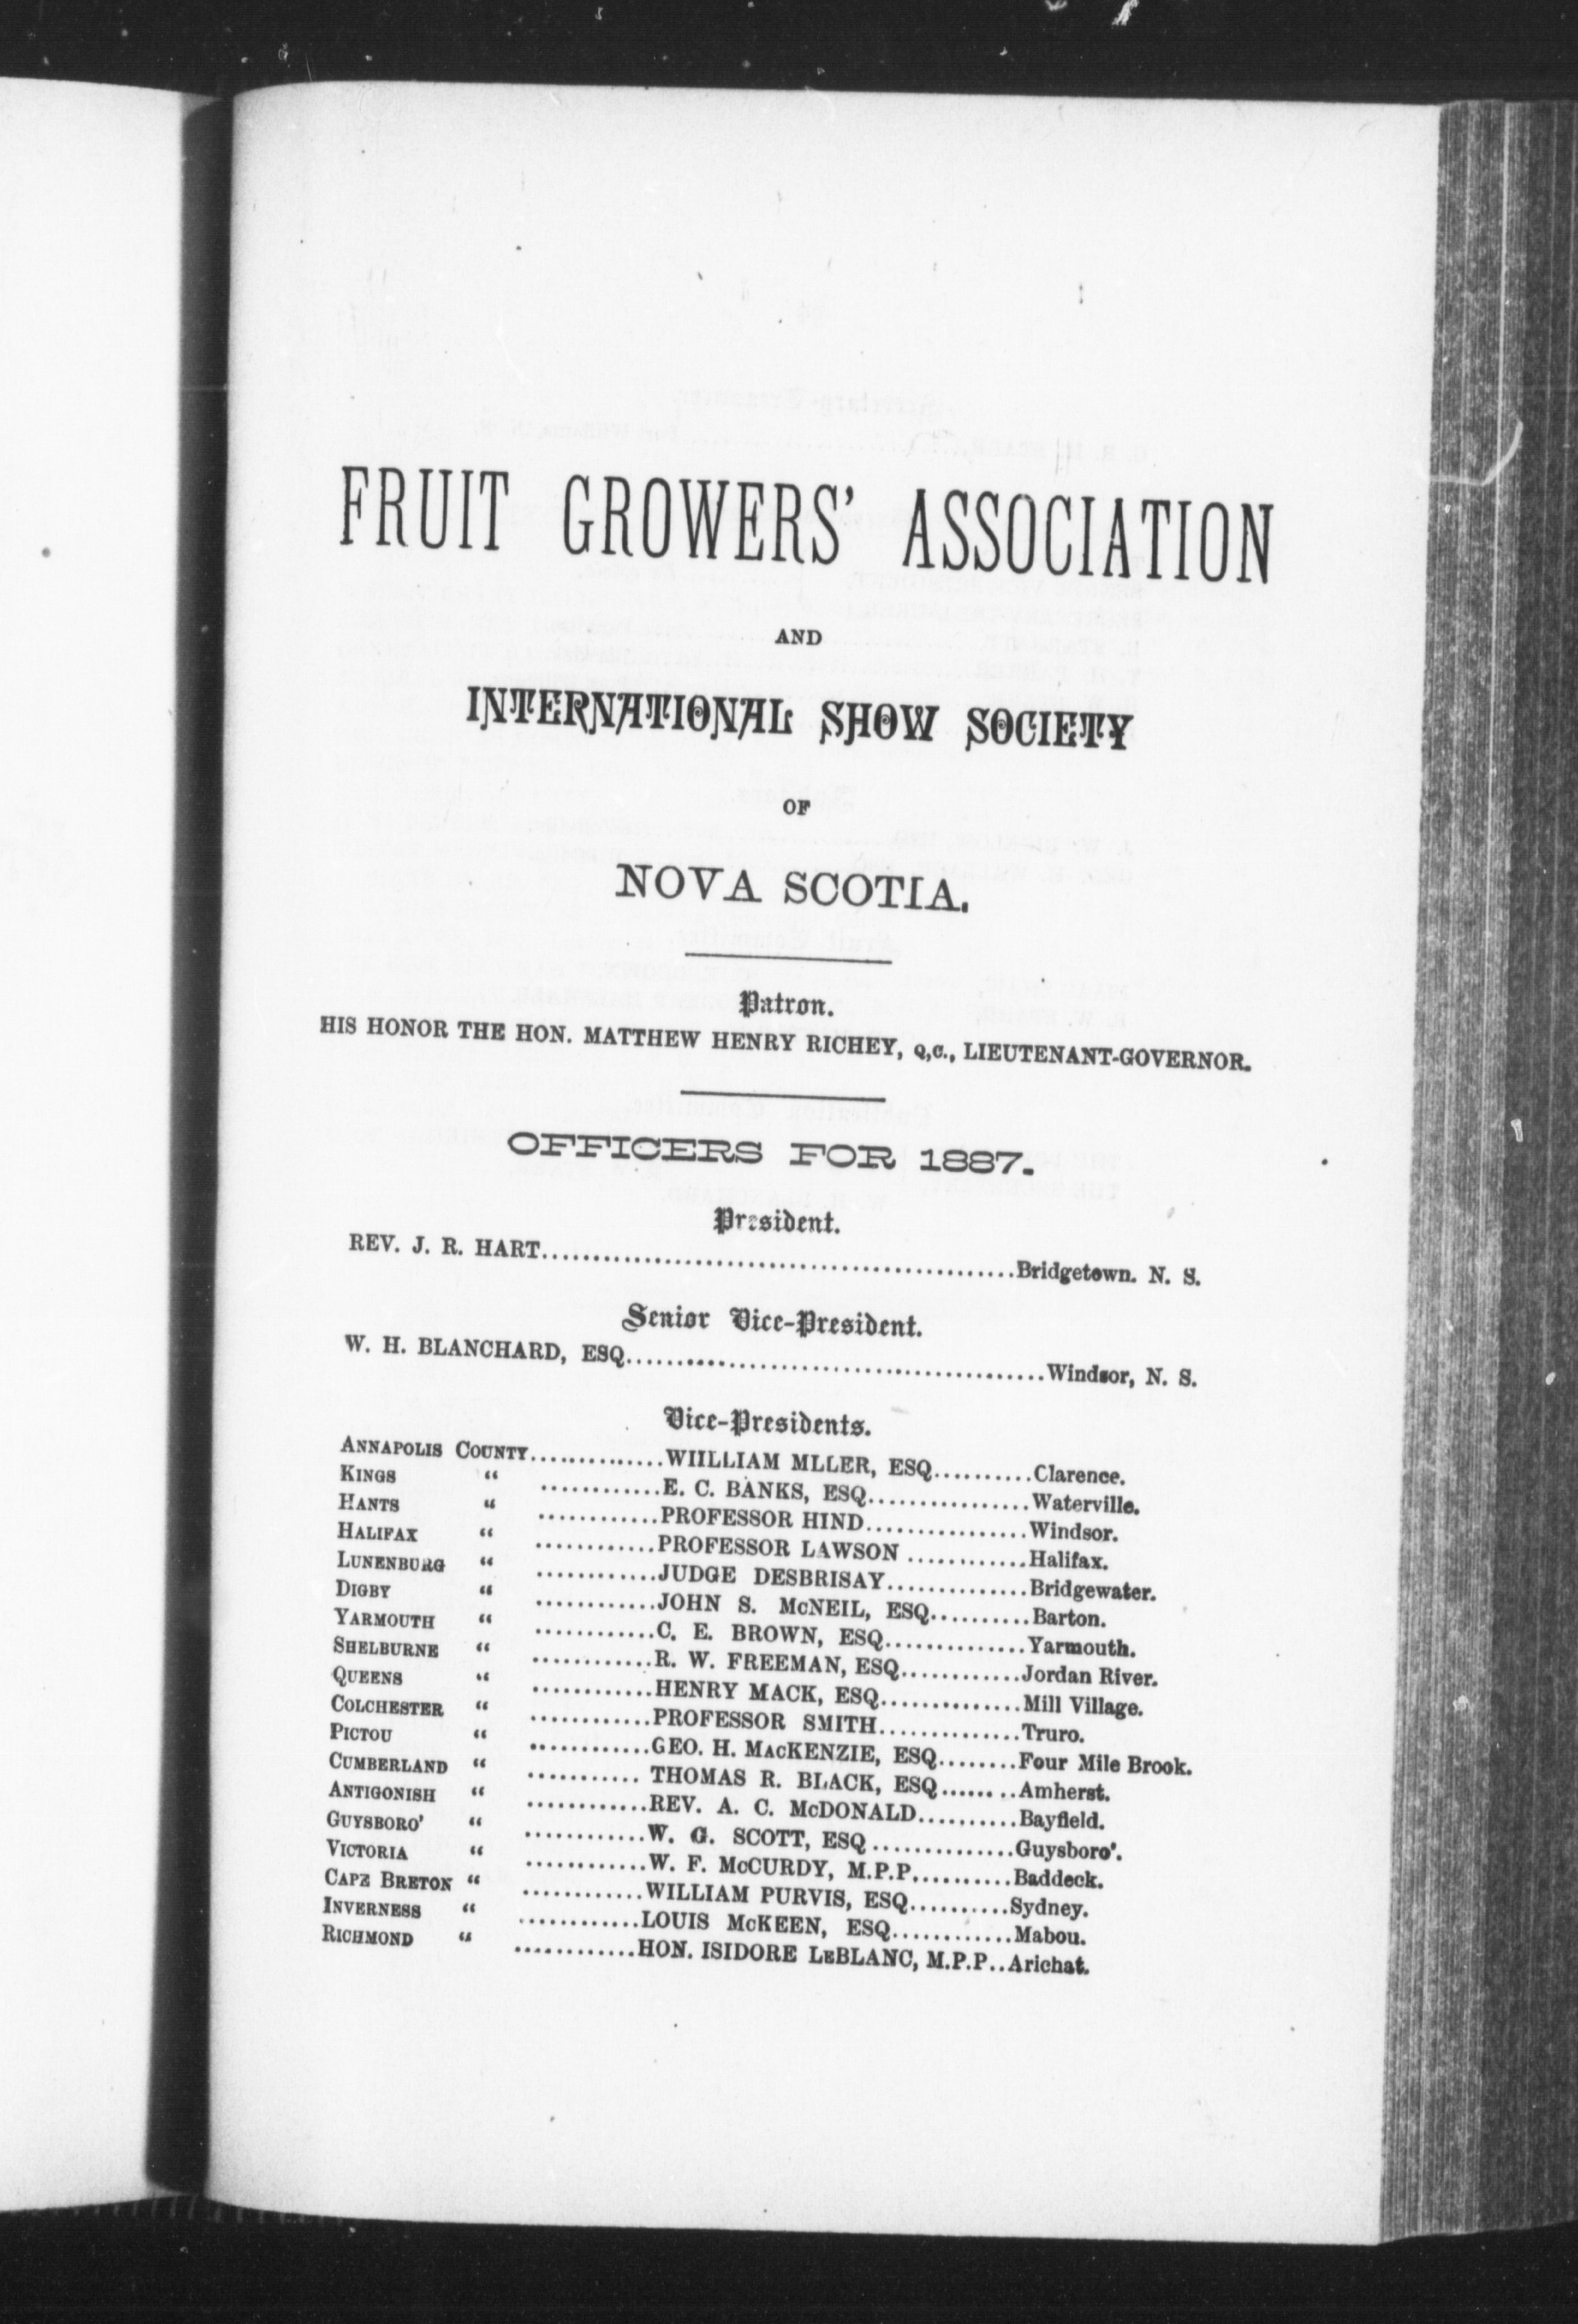 FRUIT GROWERS' ASSOCIATION
AND
INTERNATIONAL SHOW SOCIETY
OF
NOVA SCOTIA.
Patron.
HIS HONOR THE HON. MATTHEW HENRY RICHEY, Q,C., LIEUTENANT-GOVERNOR.
OFFICERS FOR 1887.
President.
REV. J. R. HART..............................................Bridgetown. N. S.
Senior Vice-President.
W. H. BLANCHARD, ESQ.........................................Windsor, N. S.
Vice-Presidents.
ANNAPOLIS COUNTY.............WIILLIAM MLLER, ESQ..........Clarence.
KINGS " ............E. C. BANKS, ESQ................Waterville.
HANTS " ............PROFESSOR HIND................Windsor.
HALIFAX " ............PROFESSOR LAWSON ............Halifax.
LUNENBURG " ............JUDGE DESBRISAY..............Bridgewater.
DIGBY " ............JOHN S. McNEIL, ESQ..........Barton.
YARMOUTH " ............C. E. BROWN, ESQ..............Yarmouth.
SHELBURNE " ............R. W. FREEMAN, ESQ............Jordan River.
QUEENS " ............HENRY MACK, ESQ..............Mill Village.
COLCHESTER " ............PROFESSOR SMITH..............Truro.
PICTOU " ............GEO. H. MACKENZIE, ESQ........Four Mile Brook.
CUMBERLAND " ........... THOMAS R. BLACK, ESQ........Amherst.
ANTIGONISH " ............REV. A. C. McDONALD..........Bayfield.
GUYSBORO' " ............W. G. SCOTT, ESQ ..............Guysboro'.
VICTORIA " ............W. F. McCURDY, M.P.P..........Baddeck.
CAPE BRETON " ............WILLIAM PURVIS, ESQ..........Sydney.
INVERNESS " ............LOUIS McKEEN, ESQ............Mabou.
RICHMOND " ............HON. ISIDORE LEBLANC, M.P.P..Arichat.